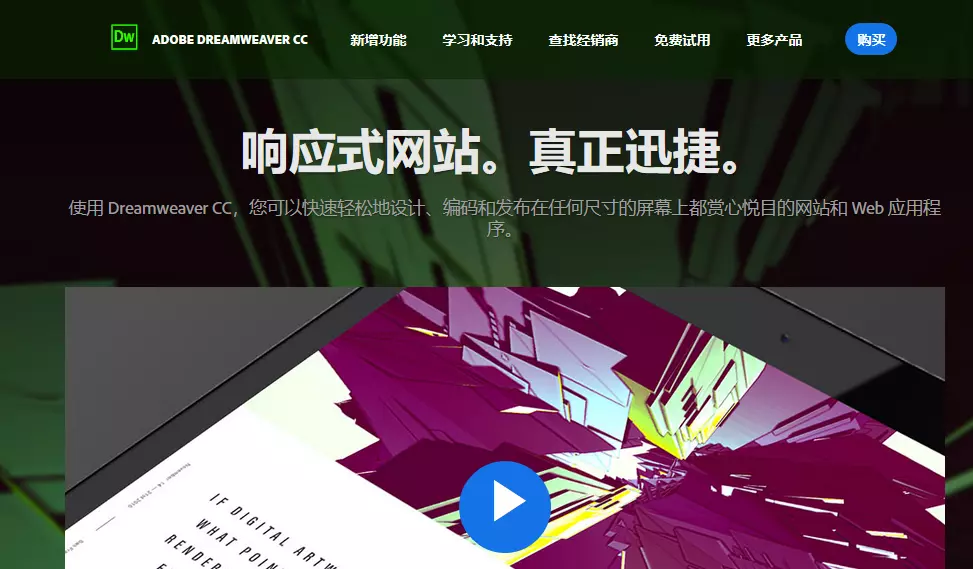 Dw ADOBE DREAMWEAVER CC 新增功能 学习和支持 查找经销商 免费试用 更多产品 购买
响应式网站。真正迅捷。
使用 Dreamweaver CC，您可以快速轻松地设计、编码和发布在任何尺寸的屏幕上都赏心悦目的网站和 Web 应用程
序。
IF DIGITAL ARTW
WHAT POIN
RENDER